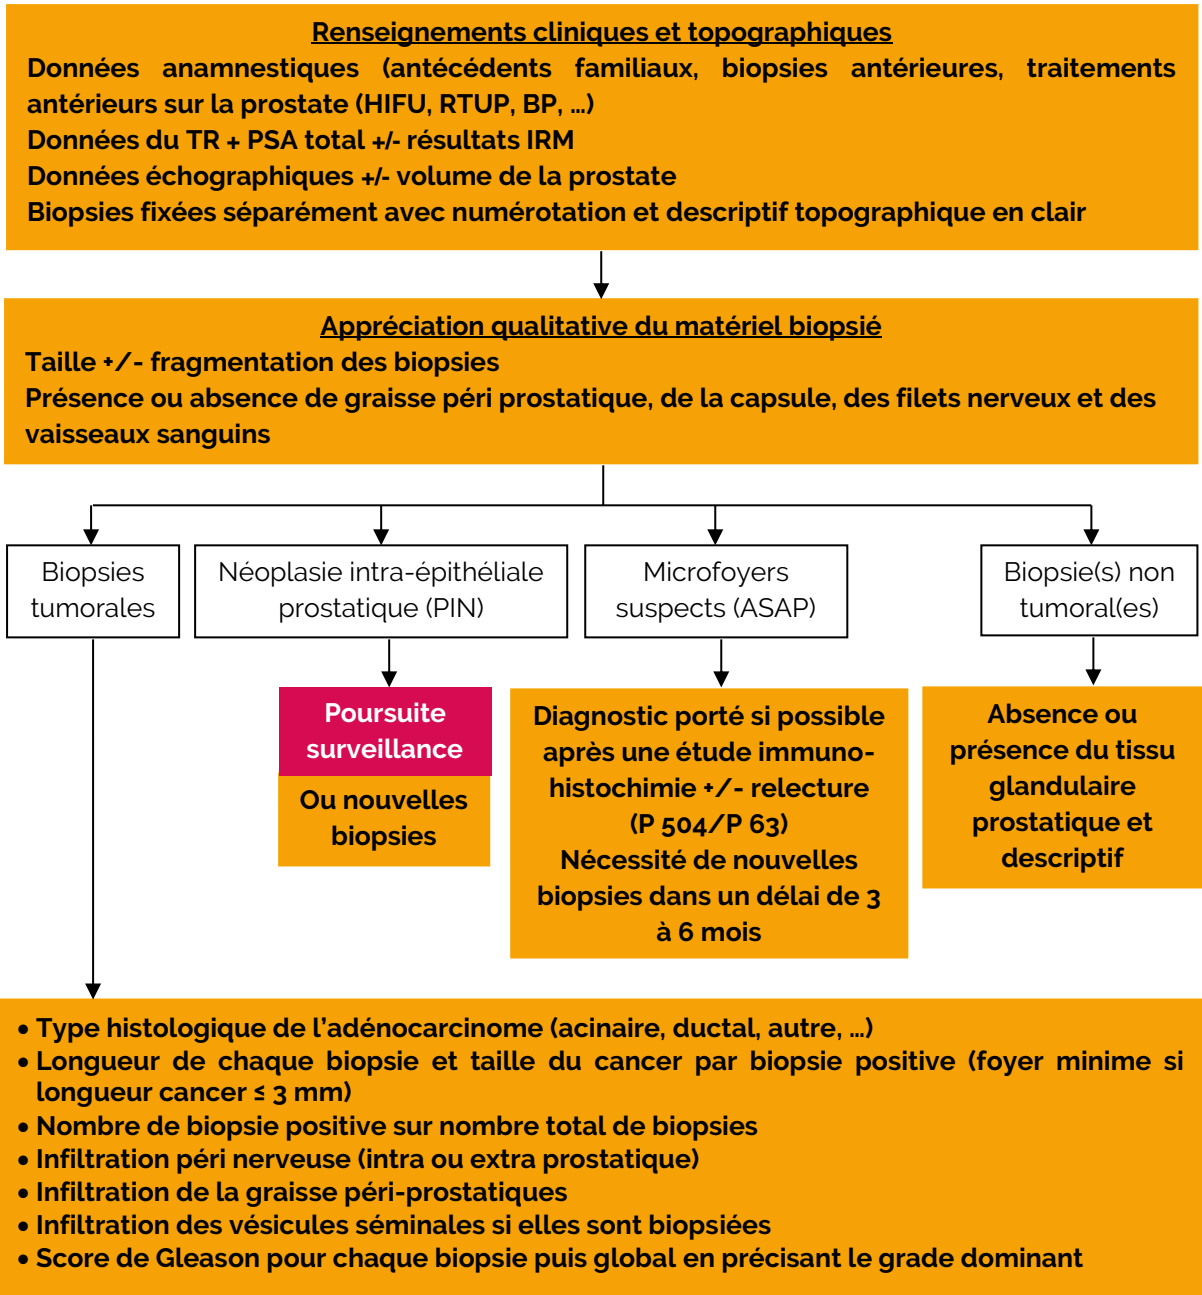 Renseignements cliniques et topographiques
Données anamnestiques (antécédents familiaux, biopsies antérieures, traitements
antérieurs sur la prostate (HIFU, RTUP, BP, …)
Données du TR + PSA total +/- résultats IRM
Données échographiques +/- volume de la prostate
Biopsies fixées séparément avec numérotation et descriptif topographique en clair
Appréciation qualitative du matériel biopsié
Taille +/- fragmentation des biopsies
Présence ou absence de graisse péri prostatique, de la capsule, des filets nerveux et des
vaisseaux sanguins
Biopsies
tumorales
Néoplasie intra-épithéliale
prostatique (PIN)
Microfoyers
suspects (ASAP)
Biopsie(s) non
tumoral(es)
Poursuite
surveillance
Ou nouvelles
biopsies
Diagnostic porté si possible
après une étude immuno-
histochimie +/- relecture
(P 504/P 63)
Nécessité de nouvelles
biopsies dans un délai de 3
à 6 mois
Absence ou
présence du tissu
glandulaire
prostatique et
descriptif
• Type histologique de l'adénocarcinome (acinaire, ductal, autre, …)
• Longueur de chaque biopsie et taille du cancer par biopsie positive (foyer minime si
longueur cancer ≤ 3 mm)
• Nombre de biopsie positive sur nombre total de biopsies
• Infiltration péri nerveuse (intra ou extra prostatique)
• Infiltration de la graisse péri-prostatiques
• Infiltration des vésicules séminales si elles sont biopsiées
• Score de Gleason pour chaque biopsie puis global en précisant le grade dominant